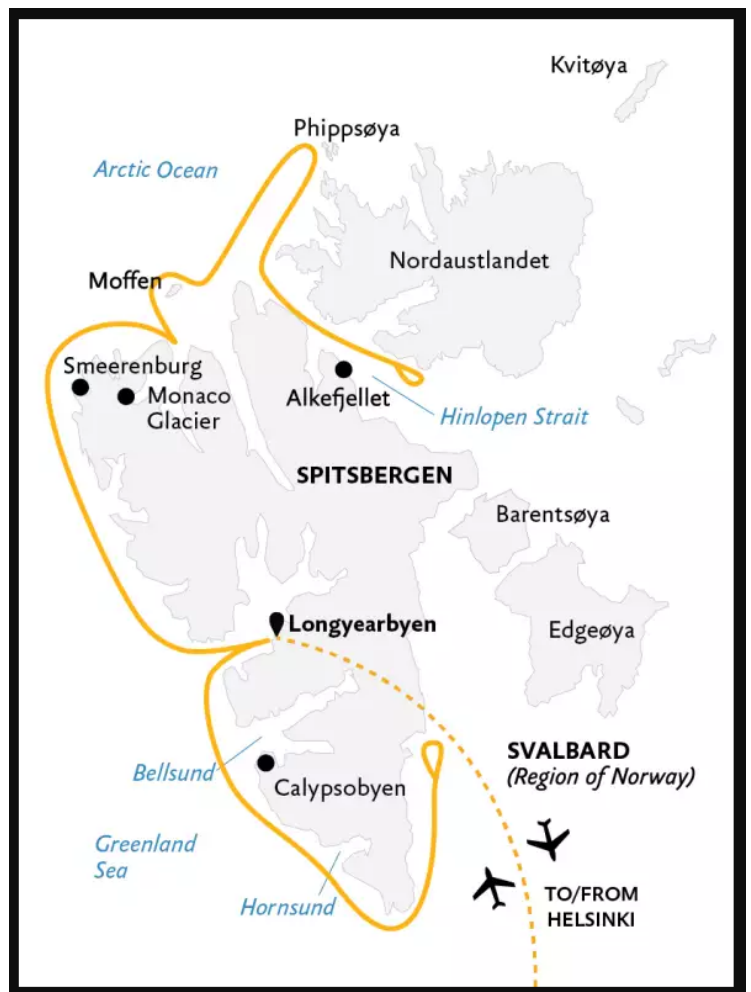 Kvitøya
Phippsøya
Arctic Ocean
Nordaustlandet
Moffen
Smeerenburg
Monaco
Glacier
Alkefjellet
Hinlopen Strait
SPITSBERGEN
Barentsøya
Longyearbyen
Edgeøya
SVALBARD
(Region of Norway)
Bellsund
Calypsobyen
Greenland
Sea
Hornsund
TO/FROM
HELSINKI